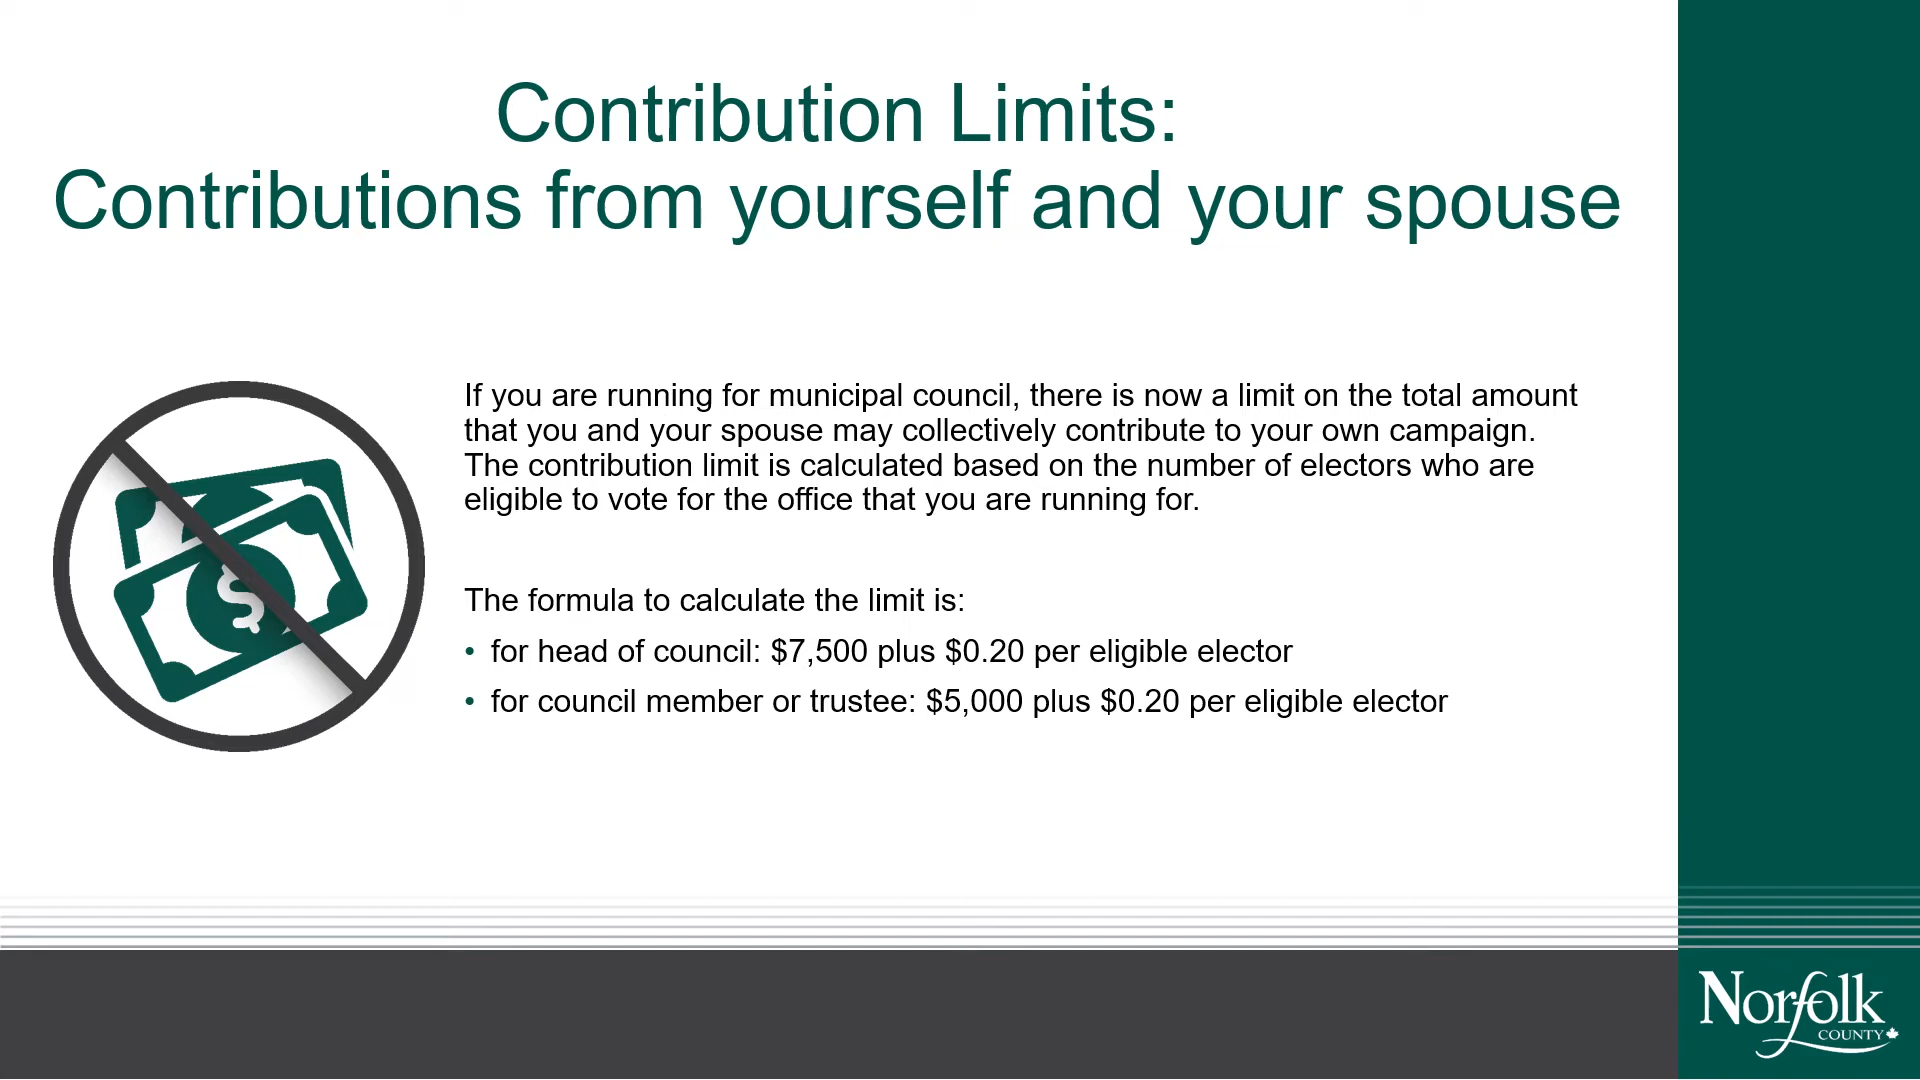 Contribution Limits:
Contributions from yourself and your spouse
If you are running for municipal council, there is now a limit on the total amount
that you and your spouse may collectively contribute to your own campaign.
The contribution limit is calculated based on the number of electors who are
eligible to vote for the office that you are running for.
The formula to calculate the limit is:
• for head of council: $7,500 plus $0.20 per eligible elector
• for council member or trustee: $5,000 plus $0.20 per eligible elector
$
Norfolk
COUNTY